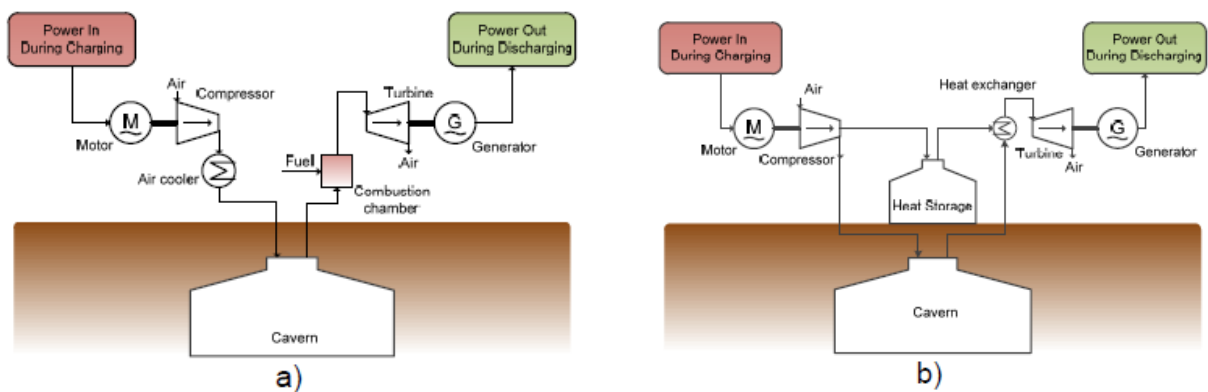 Power In
During Charging
Power Out
During Discharging
Air
Compressor
Turbine
M
G
Motor
Generator
Air
Air cooler
Fuel
Combustion
chamber
Cavern
a)
Power In
During Charging
Power Out
During Discharging
Air
Heat exchanger
M
G
Motor
Compressor
Turbine
Generator
Air
Heat Storage
Cavern
b)